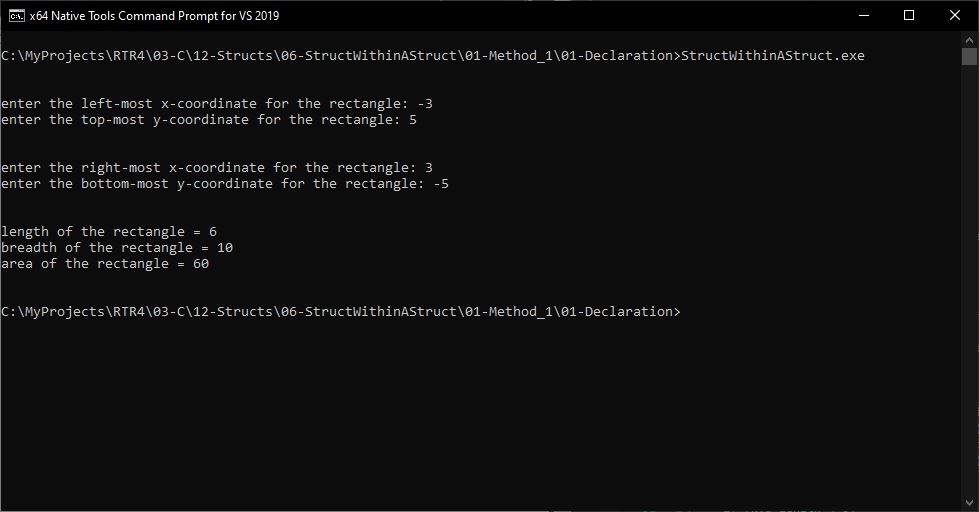 x64 Native Tools Command Prompt for VS 2019
C:\MyProjects\RTR4\03-C\12-Structs\06-StructWithinAStruct\01-Method_1\01-Declaration>StructWithinAStruct.exe
enter the left-most x-coordinate for the rectangle: -3
enter the top-most y-coordinate for the rectangle: 5
enter the right-most x-coordinate for the rectangle: 3
enter the bottom-most y-coordinate for the rectangle: -5
length of the rectangle = 6
breadth of the rectangle = 10
area of the rectangle = 60
C:\MyProjects\RTR4\03-C\12-Structs\06-StructWithinAStruct\01-Method_1\01-Declaration>